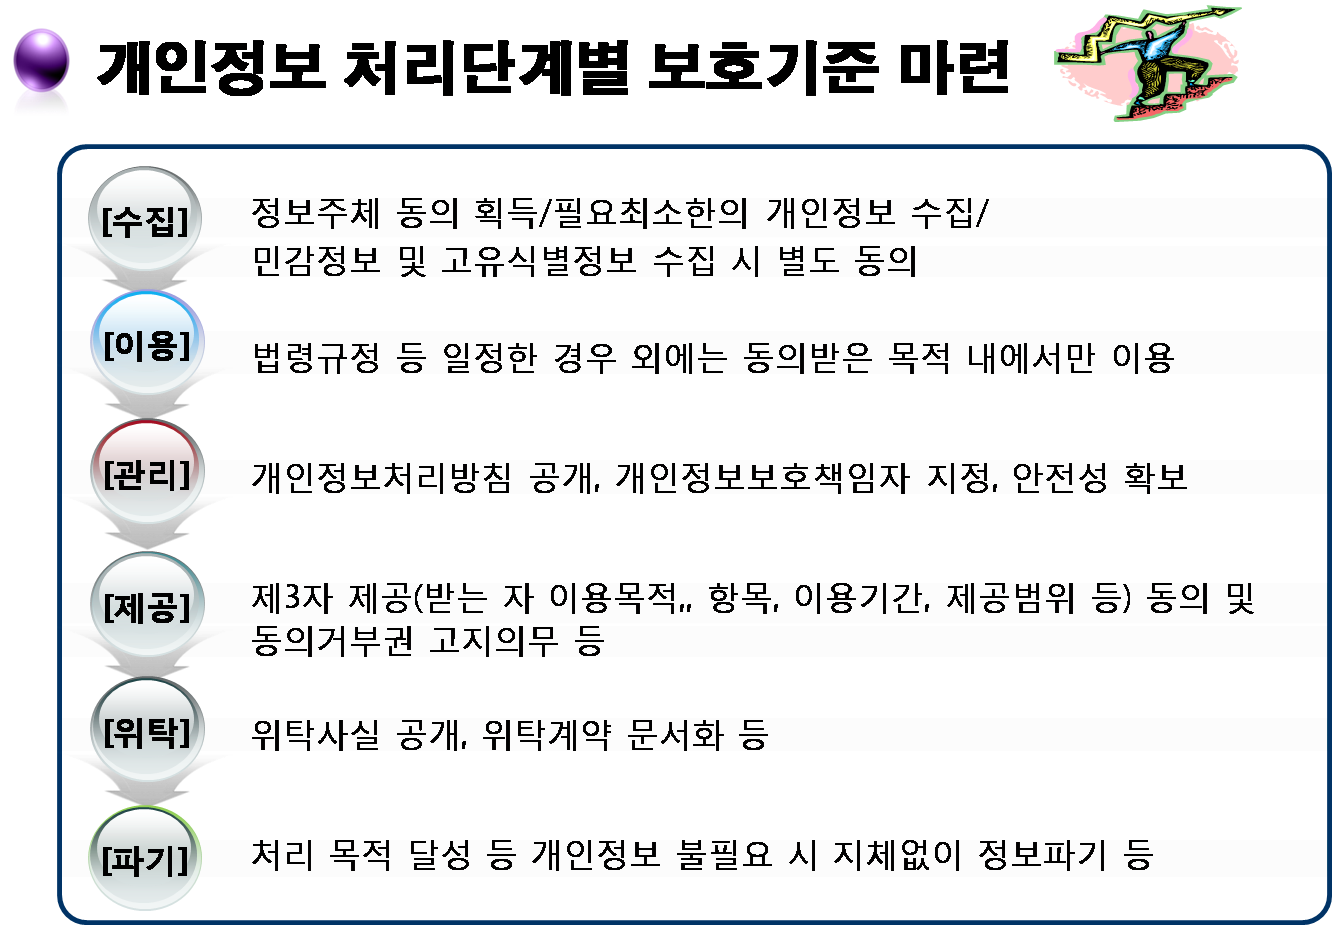 개인정보 처리단계별 보호기준 마련
[수집]
정보주체 동의 획득/필요최소한의 개인정보 수집/
민감정보 및 고유식별정보 수집 시 별도 동의
[이용]
법령규정 등 일정한 경우 외에는 동의받은 목적 내에서만 이용
[관리]
개인정보처리방침 공개, 개인정보보호책임자 지정, 안전성 확보
[제공]
제3자 제공(받는 자 이용목적,, 항목, 이용기간, 제공범위 등) 동의 및
동의거부권 고지의무 등
[위탁]
위탁사실 공개, 위탁계약 문서화 등
[파기]
처리 목적 달성 등 개인정보 불필요 시 지체없이 정보파기 등